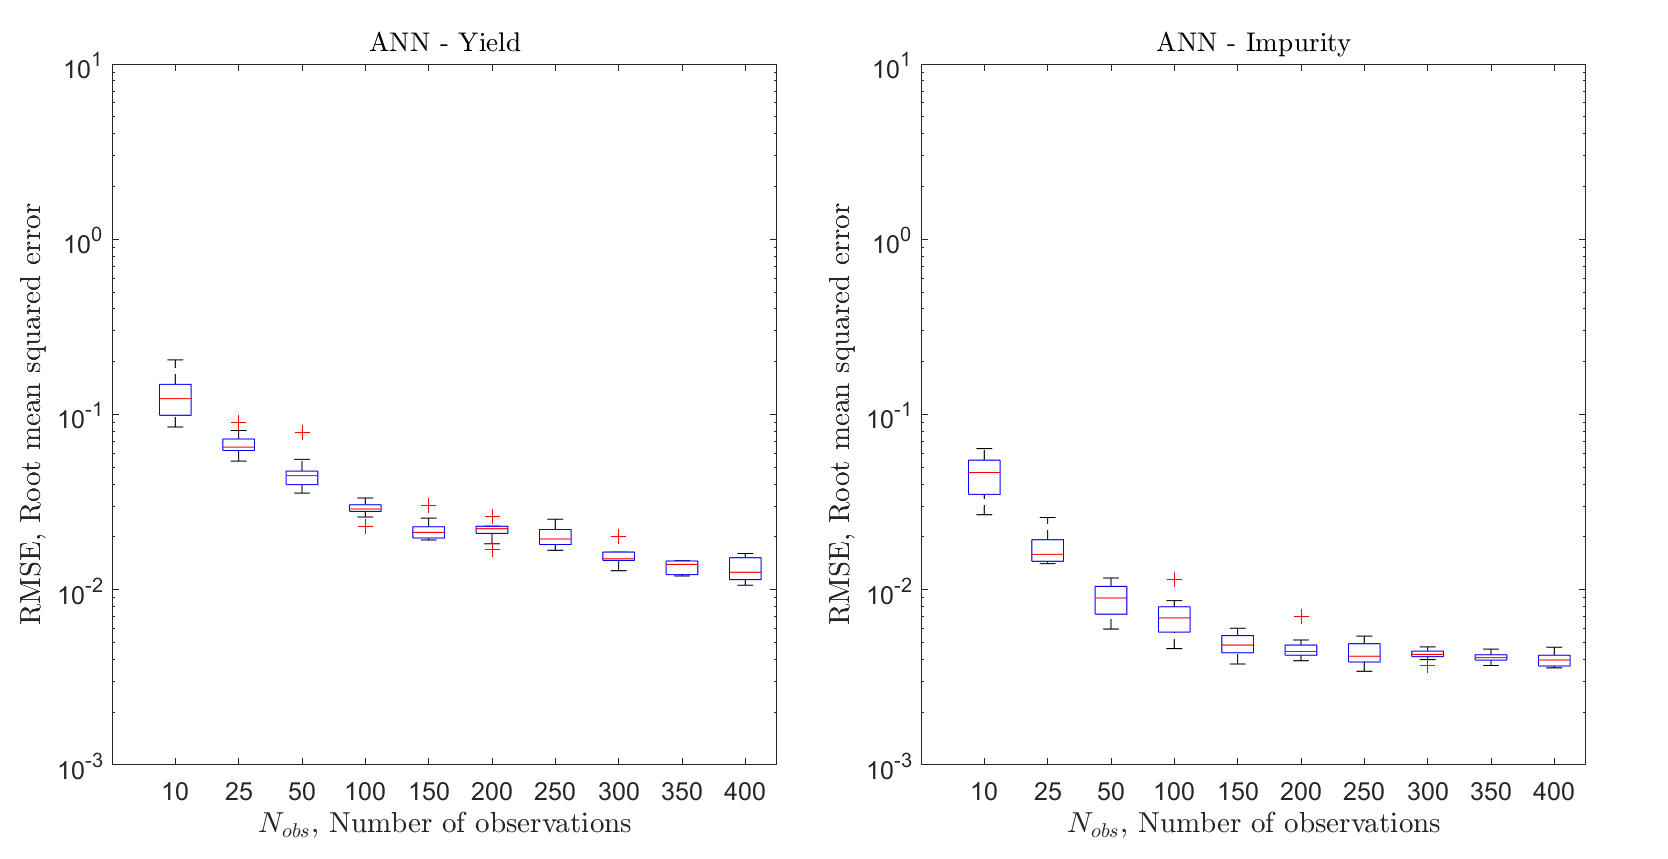 ANN - Yield
RMSE, Root mean squared error
10^1
10^0
10^-1
10^-2
10^-3
10 25 50 100 150 200 250 300 350 400
N_obs, Number of observations
ANN - Impurity
RMSE, Root mean squared error
10^1
10^0
10^-1
10^-2
10^-3
10 25 50 100 150 200 250 300 350 400
N_obs, Number of observations